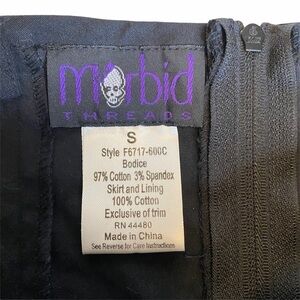 Morbid
THREADS
S
Style F6717-600C
Bodice
97% Cotton 3% Spandex
Skirt and Lining
100% Cotton
Exclusive of trim
RN 44480
Made in China
See Reverse for Care Instructions